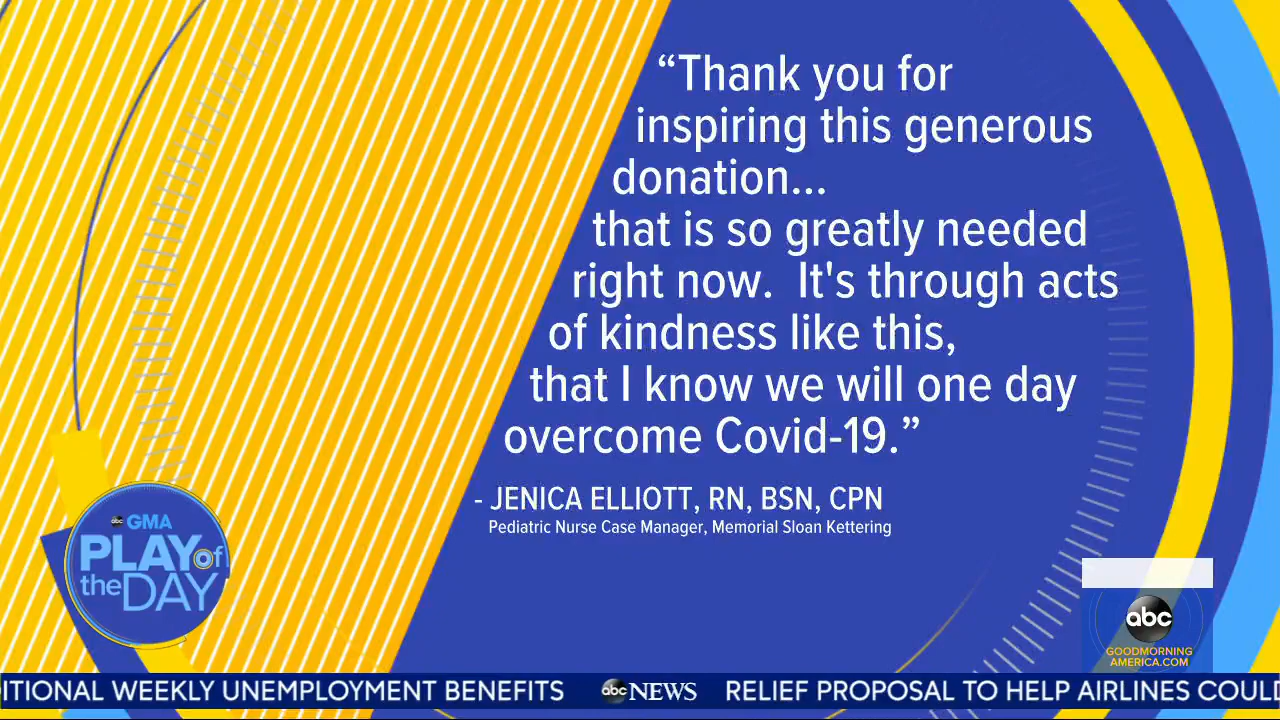 “Thank you for
inspiring this generous
donation...
that is so greatly needed
right now. It's through acts
of kindness like this,
that I know we will one day
overcome Covid-19.”
- JENICA ELLIOTT, RN, BSN, CPN
Pediatric Nurse Case Manager, Memorial Sloan Kettering
abc GMA
PLAY of
the DAY
abc
GOODMORNING
AMERICA.COM
ITIONAL WEEKLY UNEMPLOYMENT BENEFITS abc NEWS RELIEF PROPOSAL TO HELP AIRLINES COULD